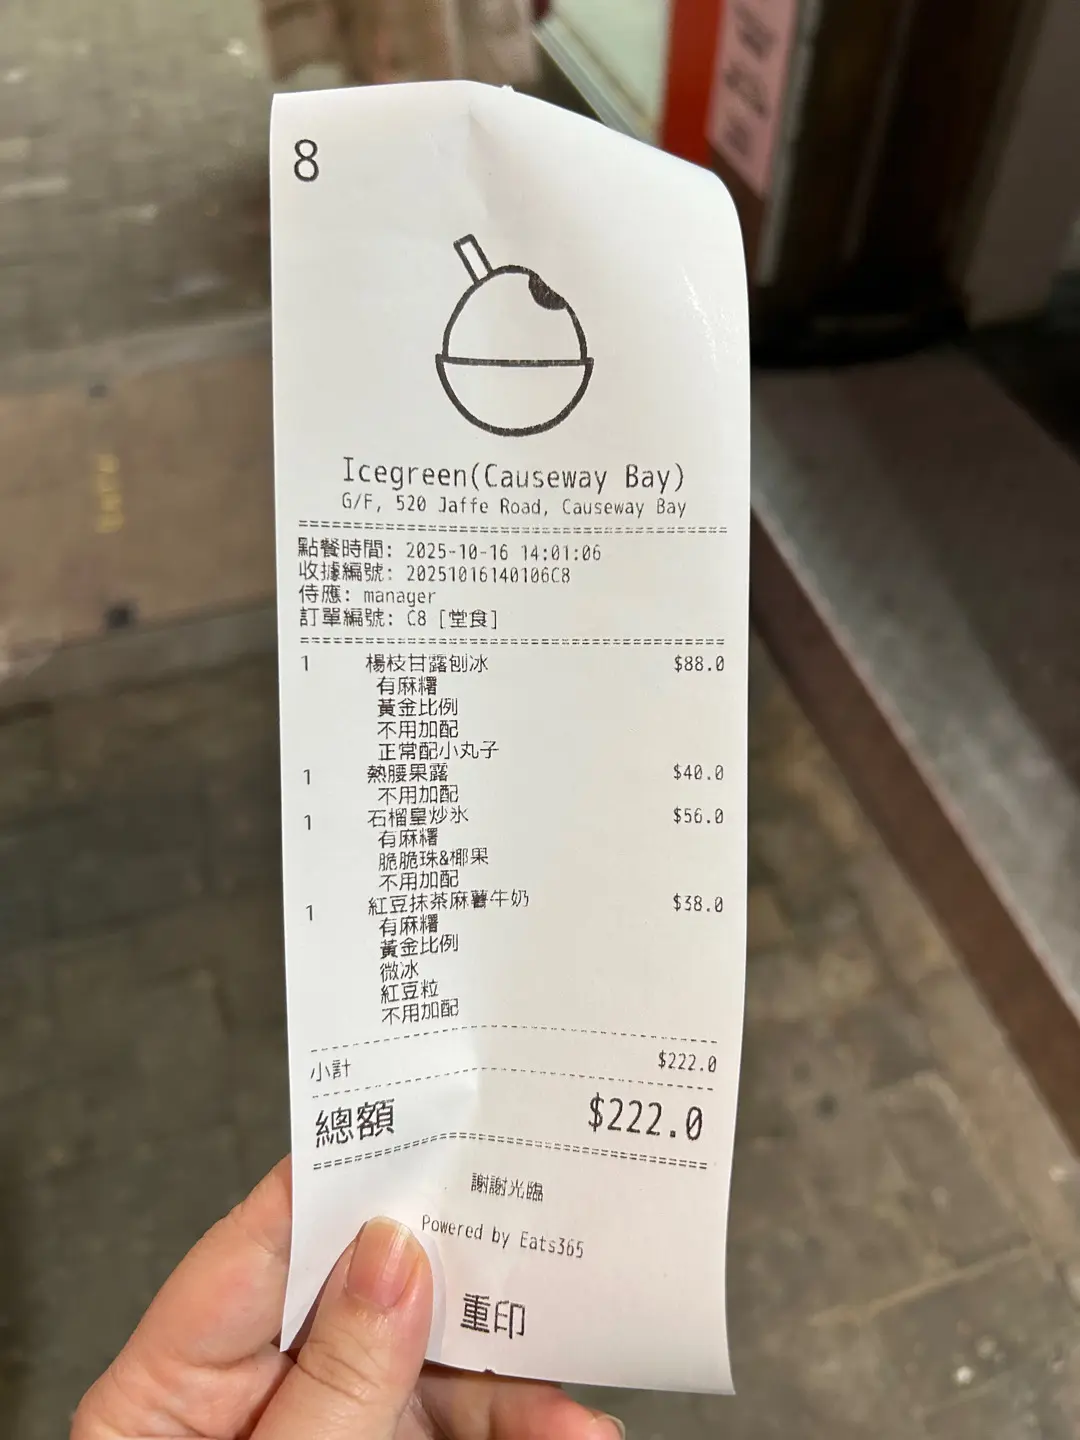 8
Icegreen(Causeway Bay)
G/F, 520 Jaffe Road, Causeway Bay
點餐時間: 2025-10-16 14:01:06
收據編號: 20251016140106C8
侍應: manager
訂單編號: C8 [堂食]
1 楊枝甘露刨冰 $88.0
有麻糬
黃金比例
不用加配
正常配小丸子
1 熱腰果露 $40.0
不用加配
1 石榴皇炒氷 $56.0
有麻糬
脆脆珠&椰果
不用加配
1 紅豆抹茶麻薯牛奶 $38.0
有麻糬
黃金比例
微冰
紅豆粒
不用加配
小計 $222.0
總額 $222.0
謝謝光臨
Powered by Eats365
重印